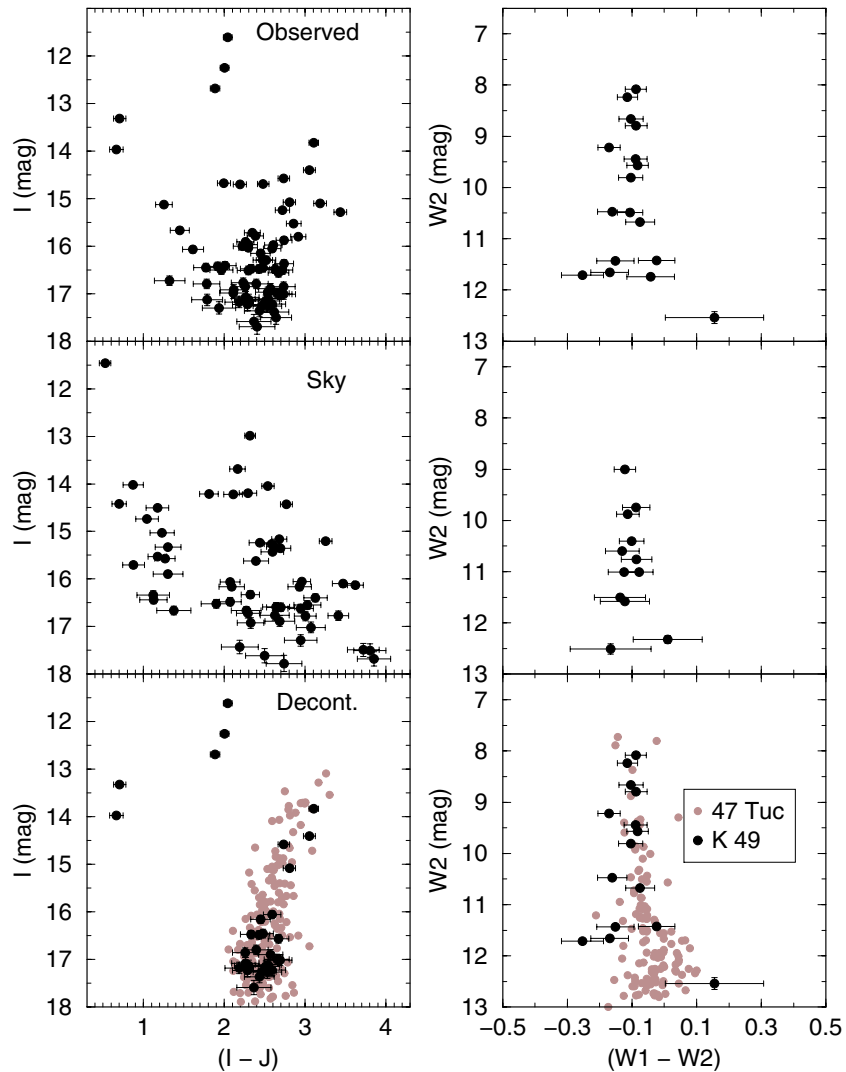 Observed
12
13
14
15
16
17
18
I (mag)
7
8
9
10
11
12
13
W2 (mag)
Sky
12
13
14
15
16
17
18
I (mag)
7
8
9
10
11
12
13
W2 (mag)
Decont.
12
13
14
15
16
17
18
I (mag)
1 2 3 4
(I − J)
7
8
9
10
11
12
13
W2 (mag)
47 Tuc
K 49
−0.5 −0.3 −0.1 0.1 0.3 0.5
(W1 − W2)